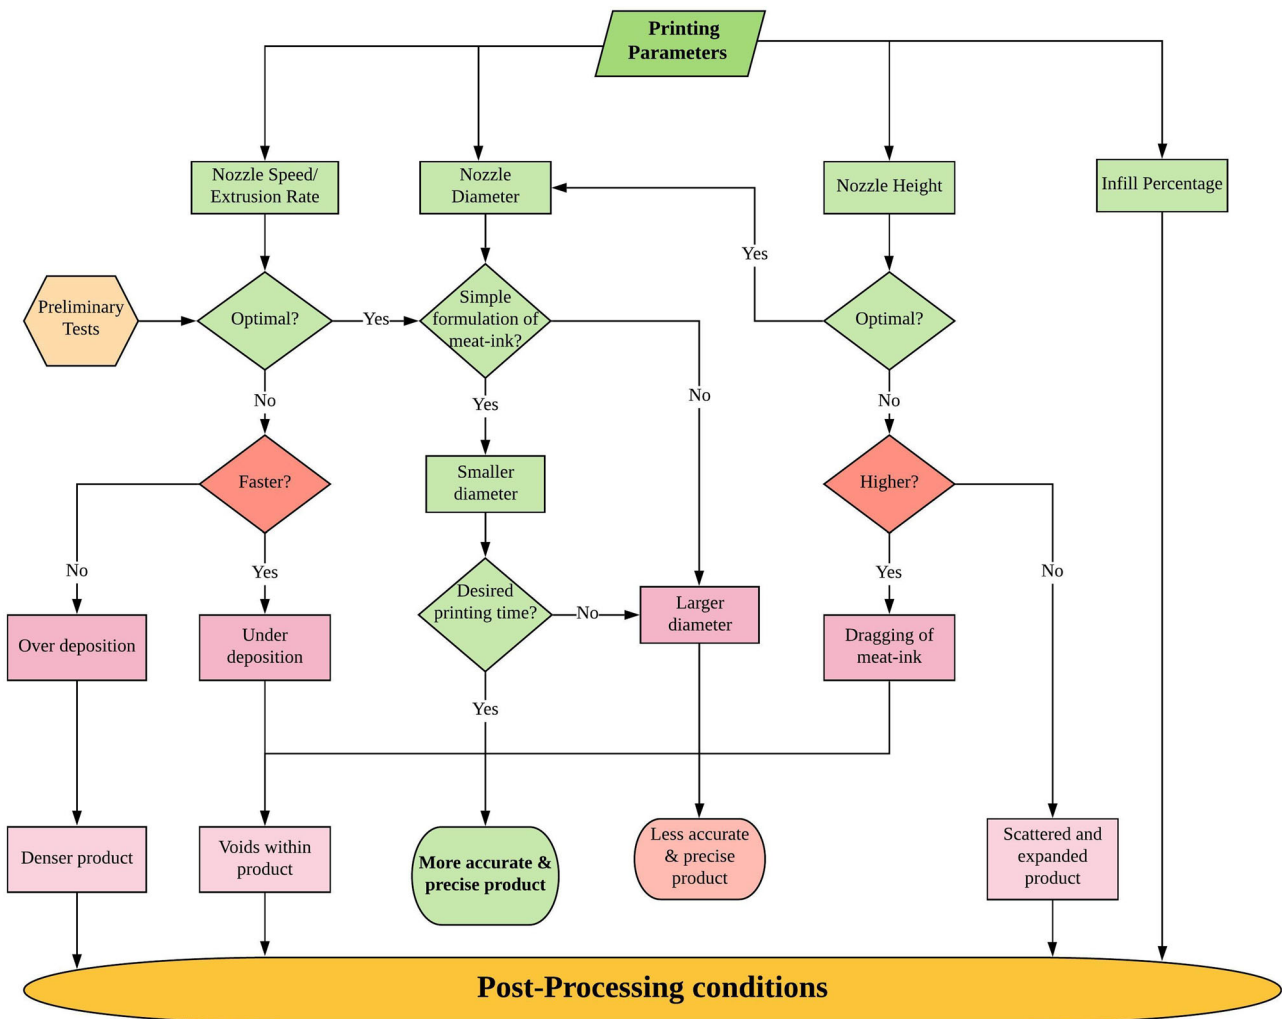 Printing
Parameters
Nozzle Speed/
Extrusion Rate
Nozzle
Diameter
Nozzle Height
Infill Percentage
Yes
Preliminary
Tests
Optimal?
Yes
Simple
formulation of
meat-ink?
Optimal?
No
Yes
No
No
Faster?
Smaller
diameter
Higher?
No
Yes
Desired
printing time?
No
Larger
diameter
Yes
No
Over deposition
Under
deposition
Dragging of
meat-ink
Yes
Denser product
Voids within
product
More accurate &
precise product
Less accurate
& precise
product
Scattered and
expanded
product
Post-Processing conditions